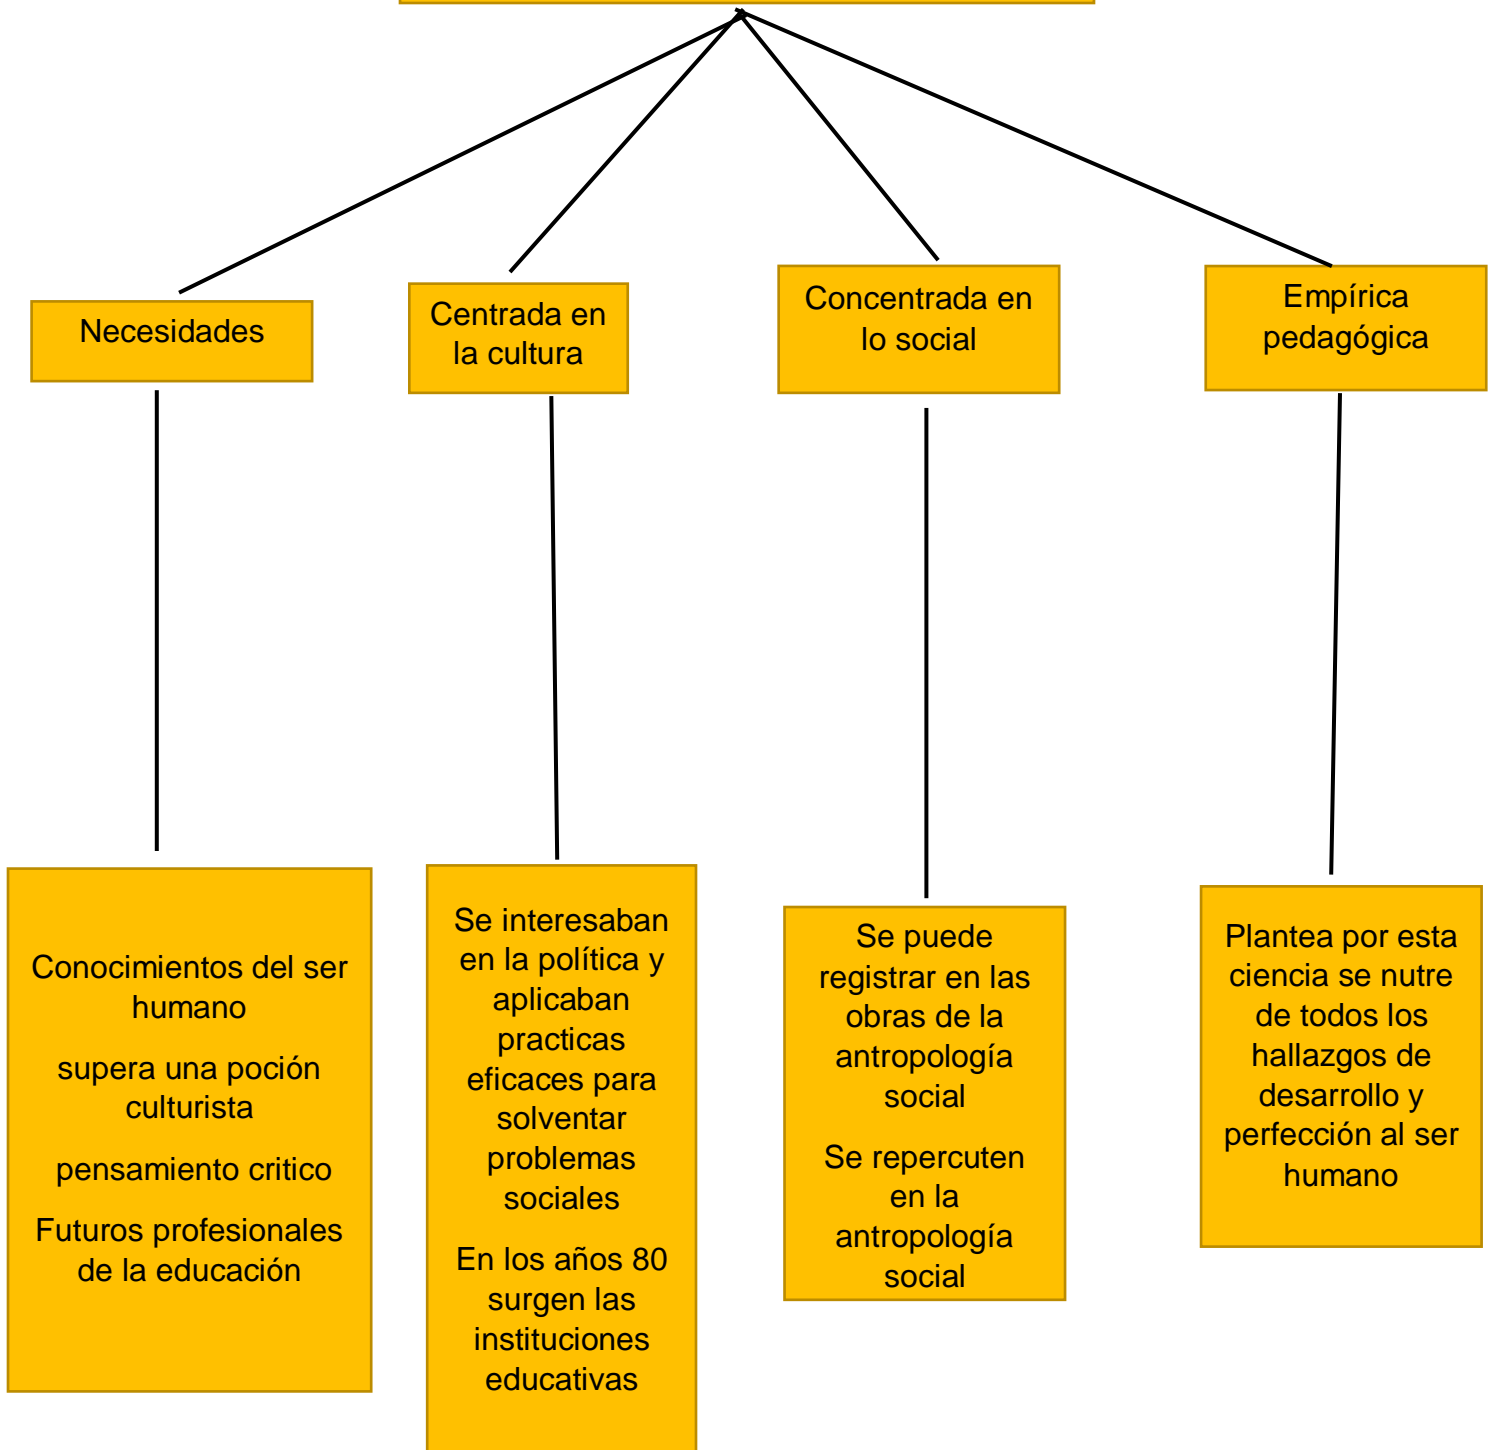 Necesidades
Centrada en
la cultura
Concentrada en
lo social
Empírica
pedagógica
Conocimientos del ser
humano
supera una poción
culturista
pensamiento critico
Futuros profesionales
de la educación
Se interesaban
en la política y
aplicaban
practicas
eficaces para
solventar
problemas
sociales
En los años 80
surgen las
instituciones
educativas
Se puede
registrar en las
obras de la
antropología
social
Se repercuten
en la
antropología
social
Plantea por esta
ciencia se nutre
de todos los
hallazgos de
desarrollo y
perfección al ser
humano